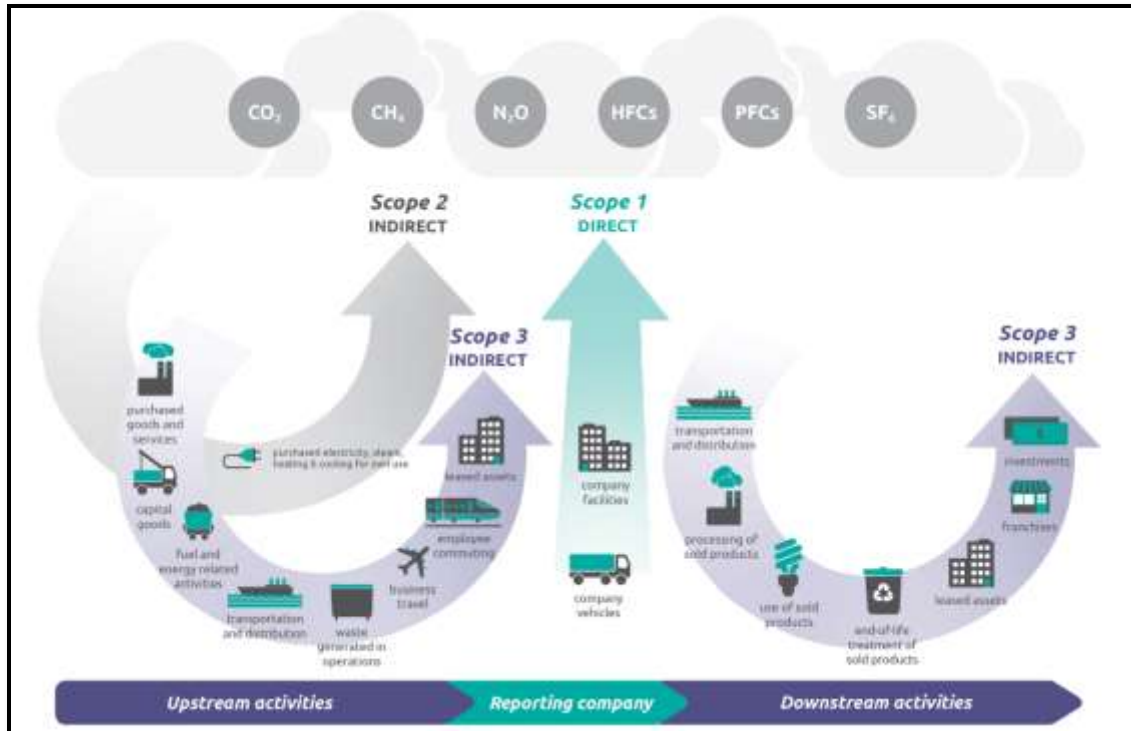 CO₂
CH₄
N₂O
HFCs
PFCs
SF₆
Scope 2
INDIRECT
Scope 1
DIRECT
Scope 3
INDIRECT
Scope 3
INDIRECT
purchased
goods and
services
capital
goods
fuel and
energy related
activities
transportation
and distribution
waste
generated in
operations
business
travel
employee
commuting
leased assets
purchased electricity, steam,
heating & cooling for own use
company
facilities
company
vehicles
transportation
and distribution
processing of
sold products
use of sold
products
end-of-life
treatment of
sold products
leased assets
franchises
investments
Upstream activities
Reporting company
Downstream activities